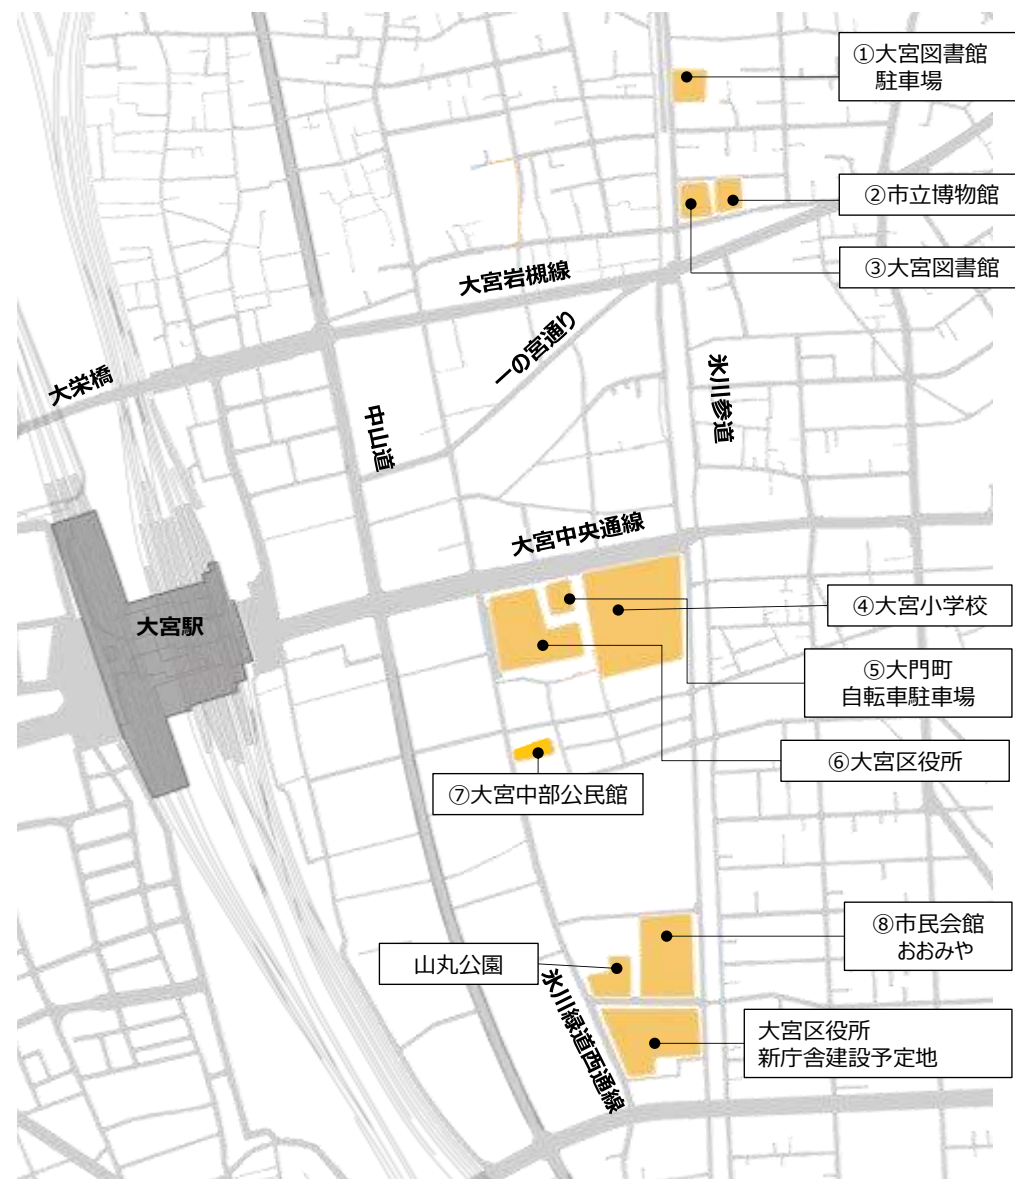 ①大宮図書館
駐車場
②市立博物館
③大宮図書館
大宮岩槻線
一の宮通り
大栄橋
氷川参道
中山道
大宮中央通線
④大宮小学校
大宮駅
⑤大門町
自転車駐車場
⑥大宮区役所
⑦大宮中部公民館
⑧市民会館
おおみや
山丸公園
氷川緑道西通線
大宮区役所
新庁舎建設予定地